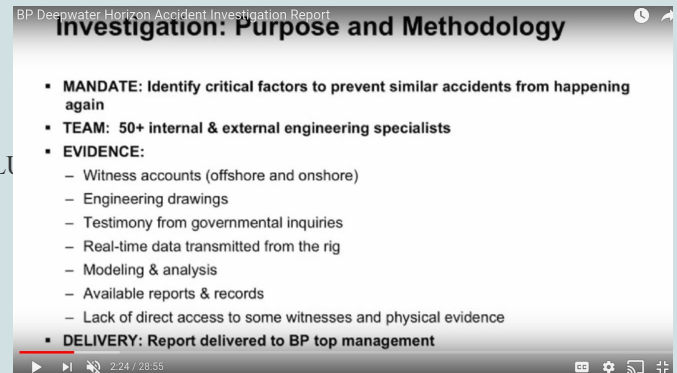 BP Deepwater Horizon Accident Investigation Report
Investigation: Purpose and Methodology
▪ MANDATE: Identify critical factors to prevent similar accidents from happening
again
▪ TEAM: 50+ internal & external engineering specialists
▪ EVIDENCE:
– Witness accounts (offshore and onshore)
– Engineering drawings
– Testimony from governmental inquiries
– Real-time data transmitted from the rig
– Modeling & analysis
– Available reports & records
– Lack of direct access to some witnesses and physical evidence
▪ DELIVERY: Report delivered to BP top management
2:24 / 28:55
CC